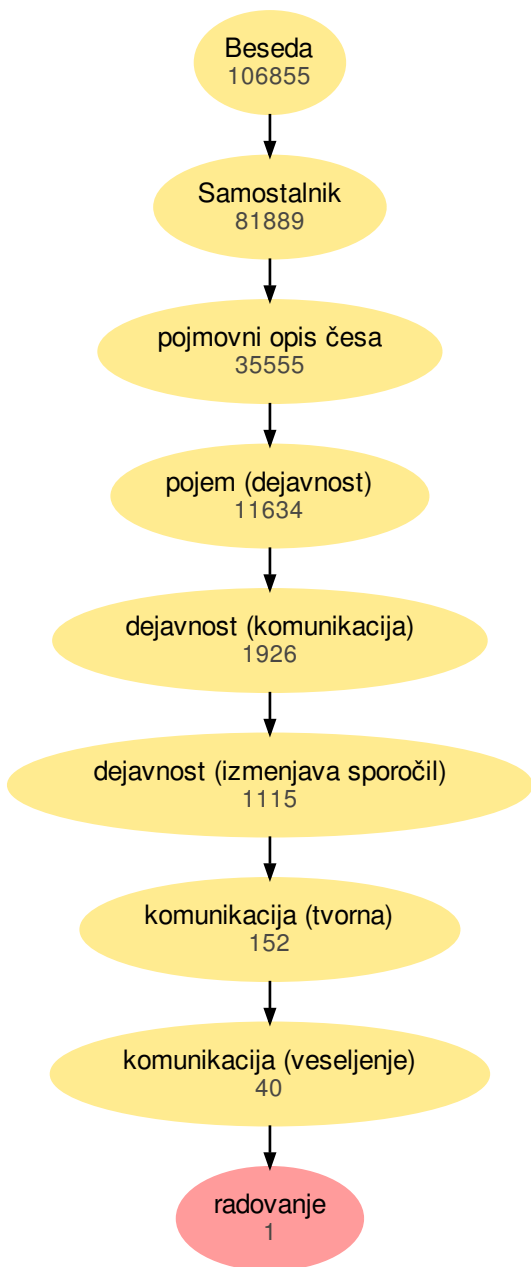 Beseda
106855
Samostalnik
81889
pojmovni opis česa
35555
pojem (dejavnost)
11634
dejavnost (komunikacija)
1926
dejavnost (izmenjava sporočil)
1115
komunikacija (tvorna)
152
komunikacija (veseljenje)
40
radovanje
1